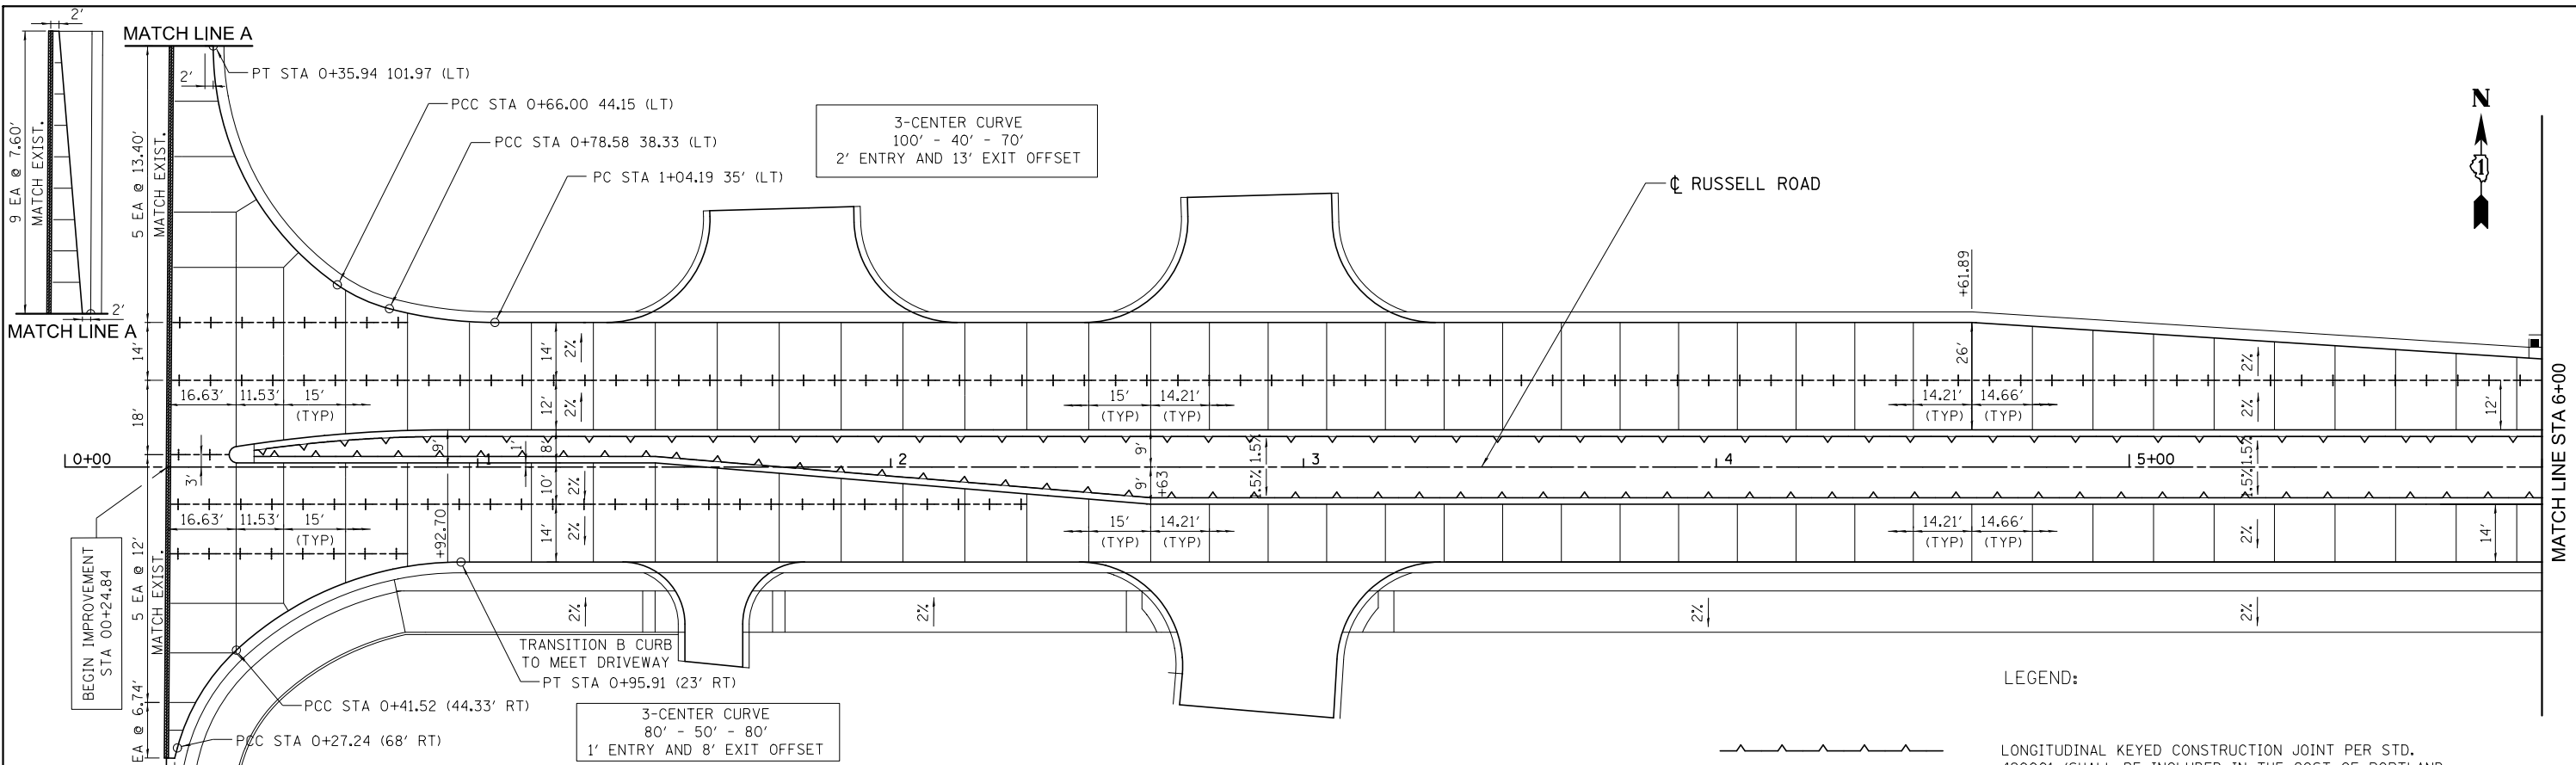 2'
MATCH LINE A
9 EA @ 7.60'
MATCH EXIST.
2'
MATCH LINE A
2'
5 EA @ 13.40'
MATCH EXIST.
PT STA 0+35.94 101.97 (LT)
PCC STA 0+66.00 44.15 (LT)
PCC STA 0+78.58 38.33 (LT)
PC STA 1+04.19 35' (LT)
3-CENTER CURVE
100' - 40' - 70'
2' ENTRY AND 13' EXIT OFFSET
℄ RUSSELL ROAD
N
1
+61.89
14'
14'
2%
26'
2%
16.63'
11.53'
15'
(TYP)
12'
2%
15'
(TYP)
14.21'
(TYP)
14.21'
(TYP)
14.66'
(TYP)
2%
12'
18'
9'
11'
8'
9'
1.5%
1.5%
0+00
1
2
3
4
5+00
3'
10'
2%
9'
+63
1.5%
1.5%
16.63'
11.53'
15'
(TYP)
+92.70
14'
2%
15'
(TYP)
14.21'
(TYP)
14.21'
(TYP)
14.66'
(TYP)
2%
14'
MATCH LINE STA 6+00
BEGIN IMPROVEMENT
STA 00+24.84
5 EA @ 12'
MATCH EXIST.
2%
2%
2%
2%
TRANSITION B CURB
TO MEET DRIVEWAY
PT STA 0+95.91 (23' RT)
PCC STA 0+41.52 (44.33' RT)
PCC STA 0+27.24 (68' RT)
EA @ 6.74'
3-CENTER CURVE
80' - 50' - 80'
1' ENTRY AND 8' EXIT OFFSET
LEGEND:
LONGITUDINAL KEYED CONSTRUCTION JOINT PER STD.